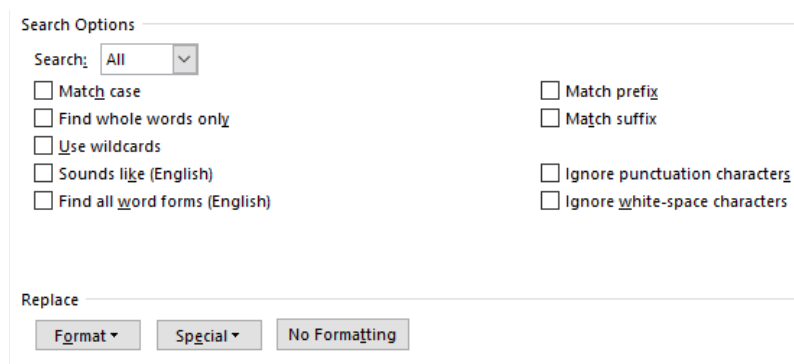 Search Options
Search: All
Match case
Match prefix
Find whole words only
Match suffix
Use wildcards
Sounds like (English)
Ignore punctuation characters
Find all word forms (English)
Ignore white-space characters
Replace
Format
Special
No Formatting